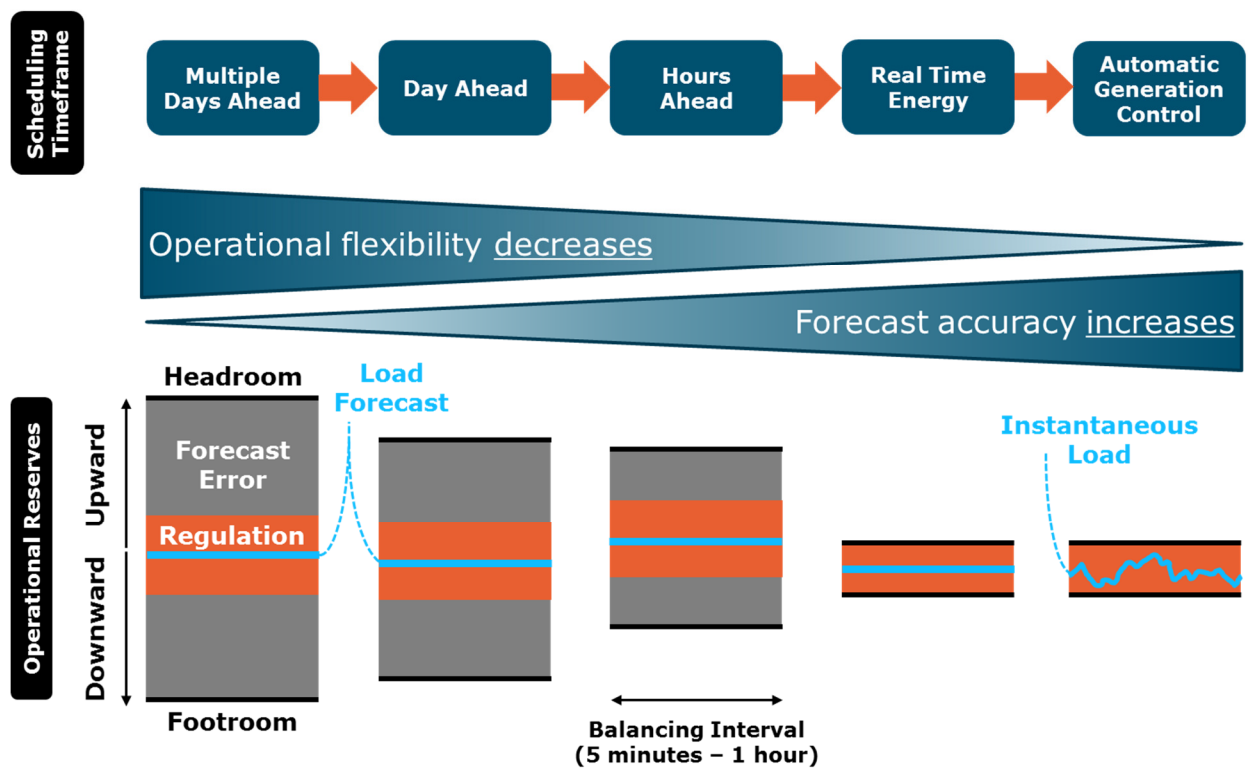 Scheduling
Timeframe
Multiple
Days Ahead
Day Ahead
Hours
Ahead
Real Time
Energy
Automatic
Generation
Control
Operational flexibility decreases
Forecast accuracy increases
Operational Reserves
Upward
Downward
Headroom
Forecast
Error
Regulation
Footroom
Load
Forecast
Instantaneous
Load
Balancing Interval
(5 minutes – 1 hour)